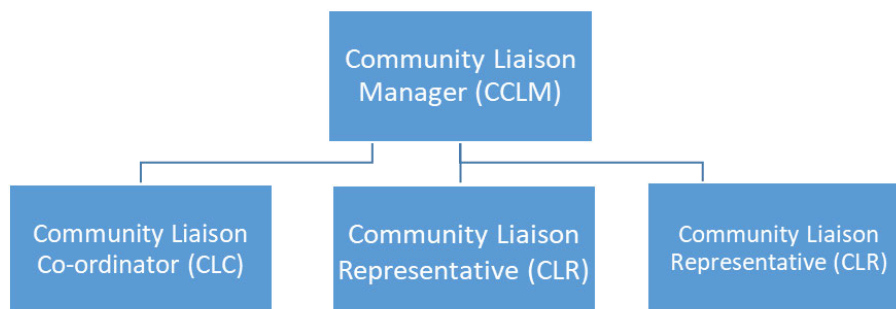 Community Liaison
Manager (CCLM)
Community Liaison
Co-ordinator (CLC)
Community Liaison
Representative (CLR)
Community Liaison
Representative (CLR)